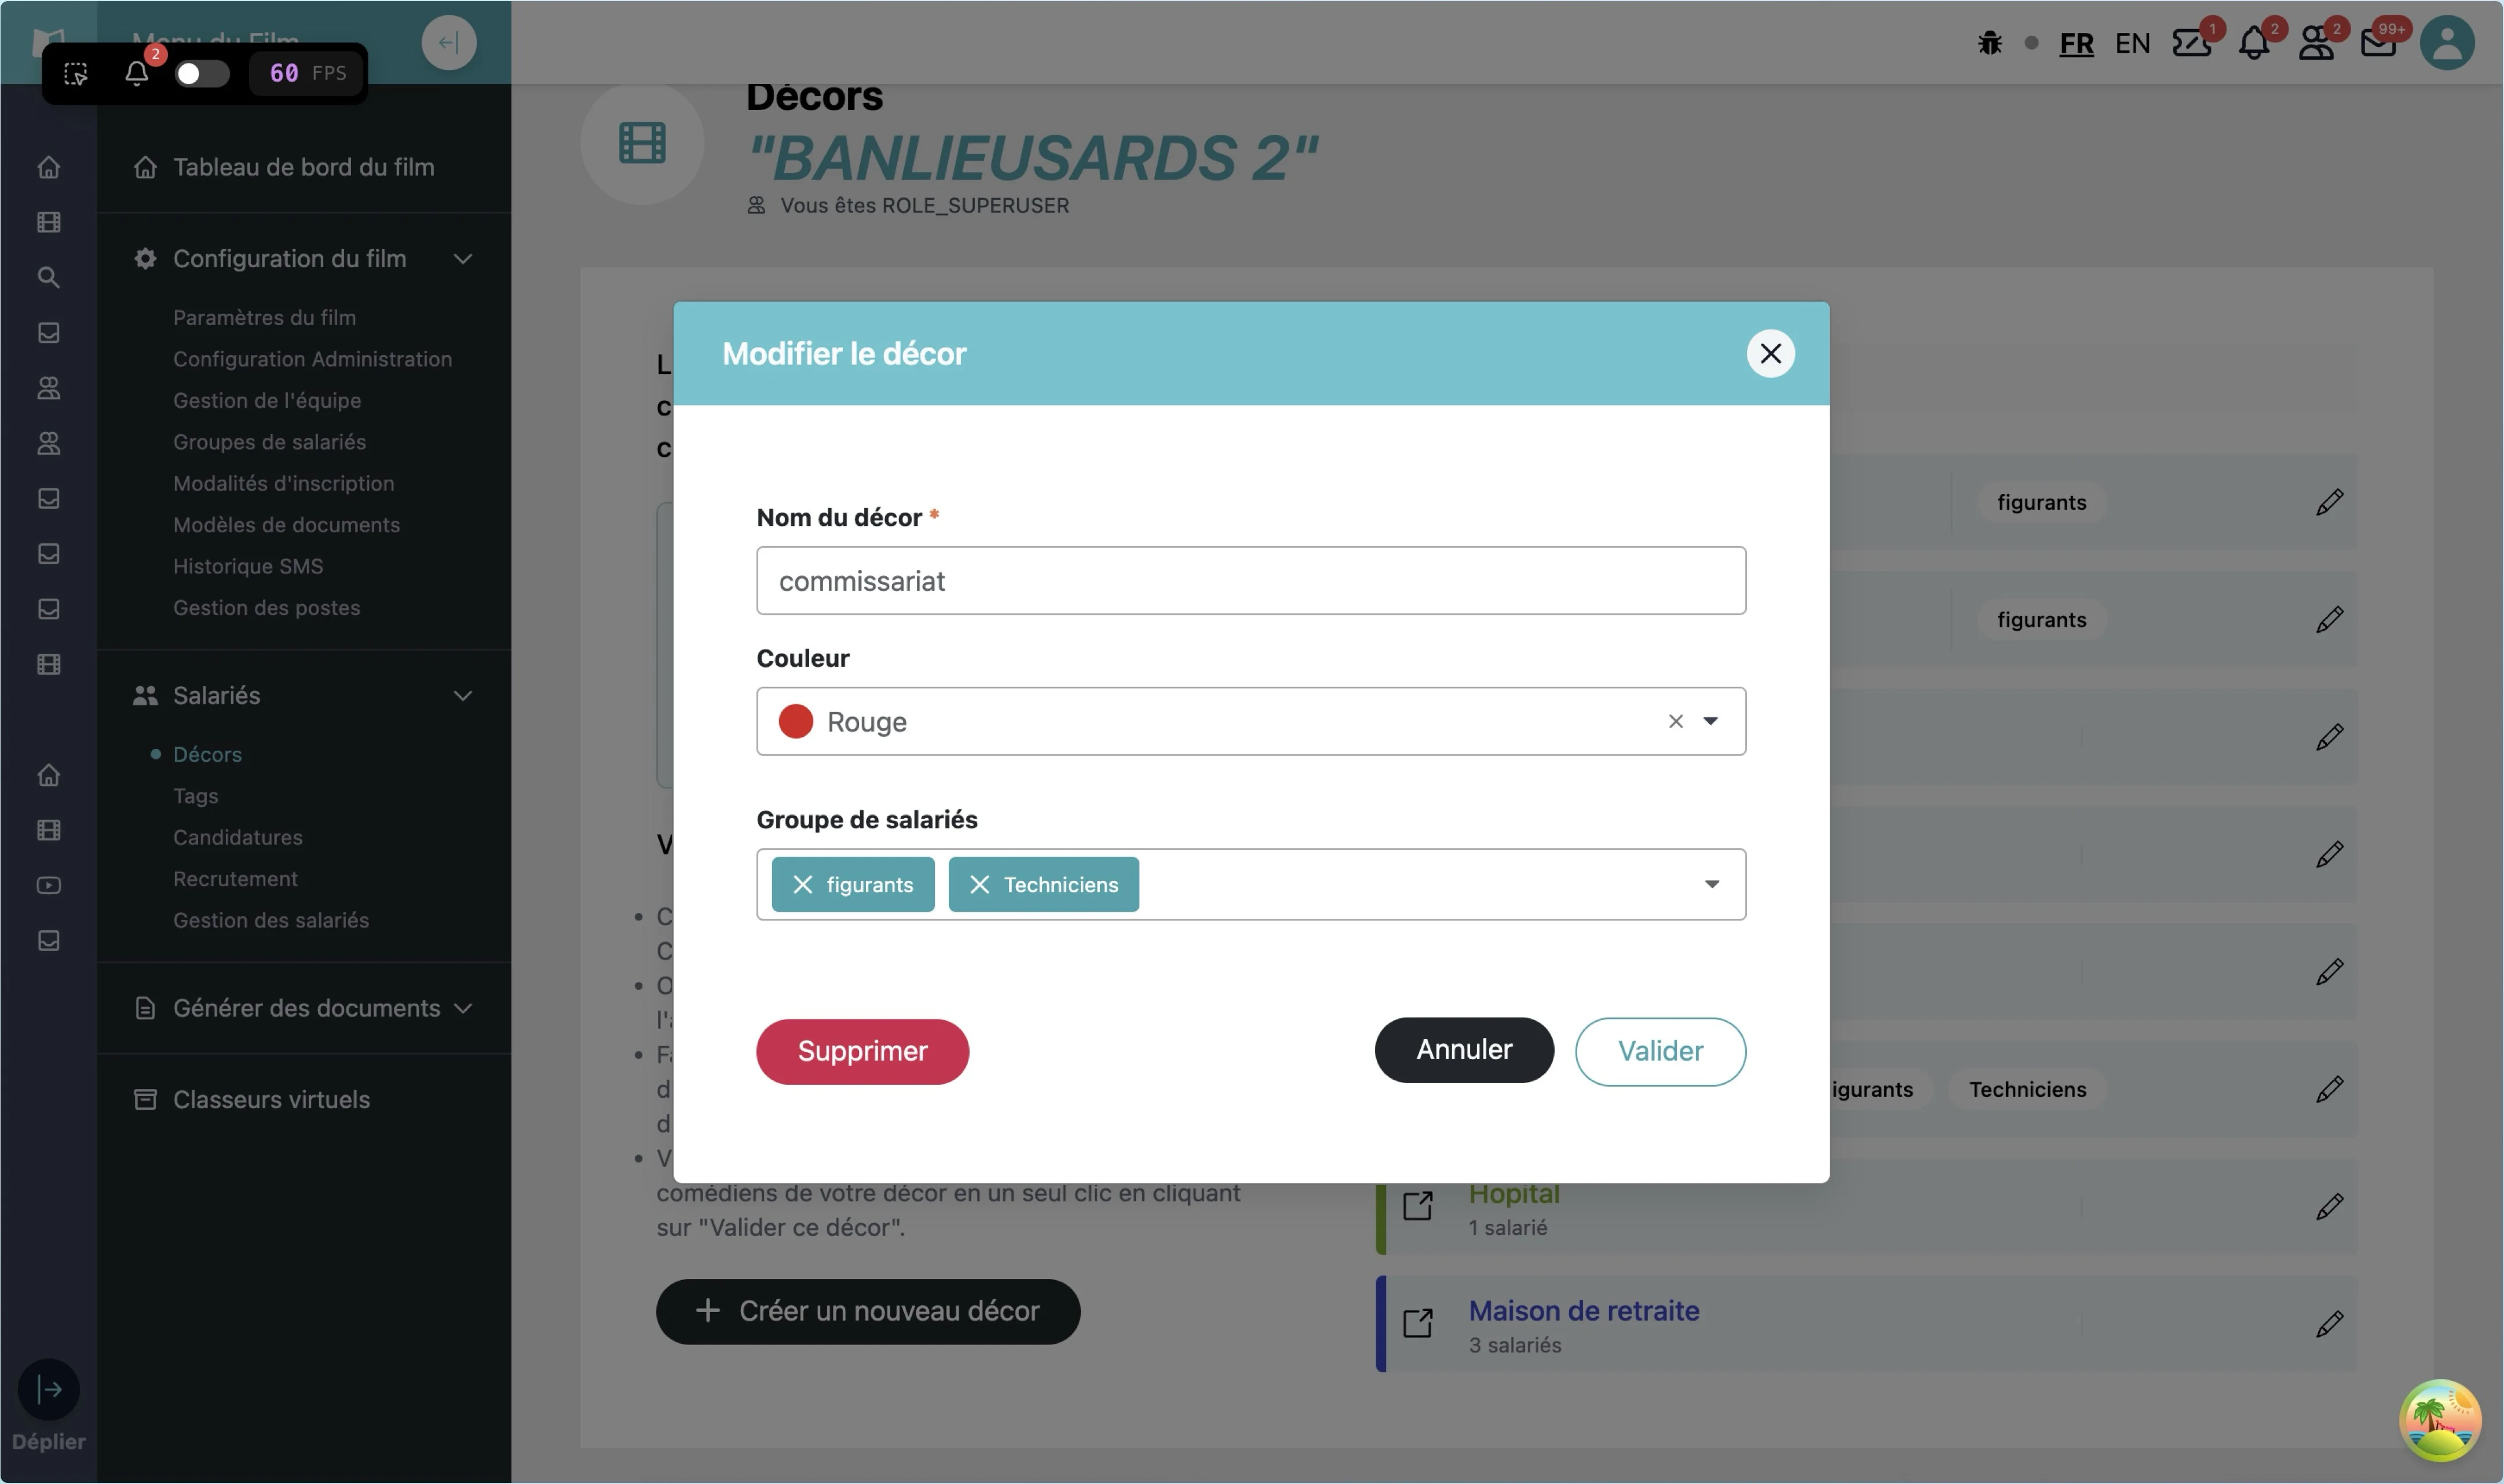 Menu du Film
2
60 FPS
FR EN 1 2 2 99+
Tableau de bord du film
Configuration du film
Paramètres du film
Configuration Administration
Gestion de l'équipe
Groupes de salariés
Modalités d'inscription
Modèles de documents
Historique SMS
Gestion des postes
Salariés
Décors
Tags
Candidatures
Recrutement
Gestion des salariés
Générer des documents
Classeurs virtuels
Déplier
Décors
"BANLIEUSARDS 2"
Vous êtes ROLE_SUPERUSER
Modifier le décor
Nom du décor *
commissariat
Couleur
Rouge
Groupe de salariés
figurants Techniciens
Supprimer Annuler Valider
comédiens de votre décor en un seul clic en cliquant
sur "Valider ce décor".
Créer un nouveau décor
figurants
figurants
igurants Techniciens
Hopital
1 salarié
Maison de retraite
3 salariés